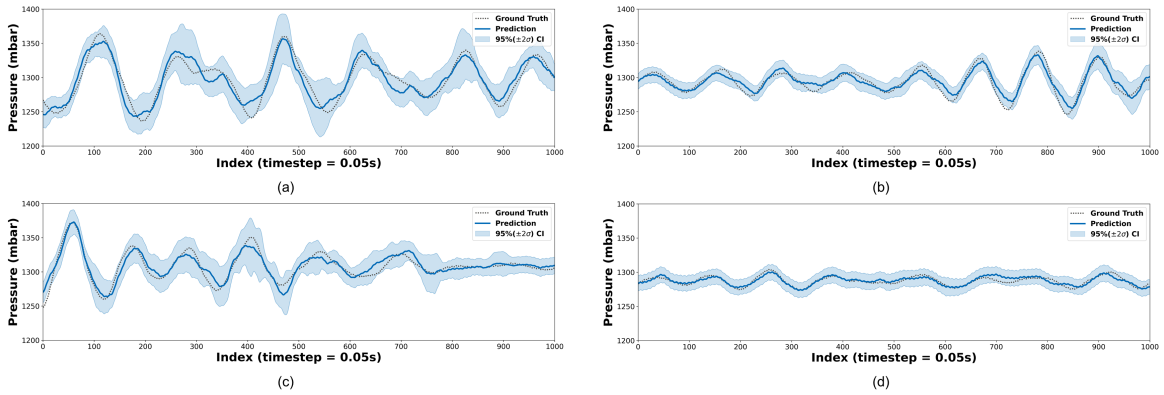 1400
1350
1300
1250
1200
Pressure (mbar)
Ground Truth
Prediction
95%(±2σ) CI
0 100 200 300 400 500 600 700 800 900 1000
Index (timestep = 0.05s)
(a)
1400
1350
1300
1250
1200
Pressure (mbar)
Ground Truth
Prediction
95%(±2σ) CI
0 100 200 300 400 500 600 700 800 900 1000
Index (timestep = 0.05s)
(b)
1400
1350
1300
1250
1200
Pressure (mbar)
Ground Truth
Prediction
95%(±2σ) CI
0 100 200 300 400 500 600 700 800 900 1000
Index (timestep = 0.05s)
(c)
1400
1350
1300
1250
1200
Pressure (mbar)
Ground Truth
Prediction
95%(±2σ) CI
0 100 200 300 400 500 600 700 800 900 1000
Index (timestep = 0.05s)
(d)